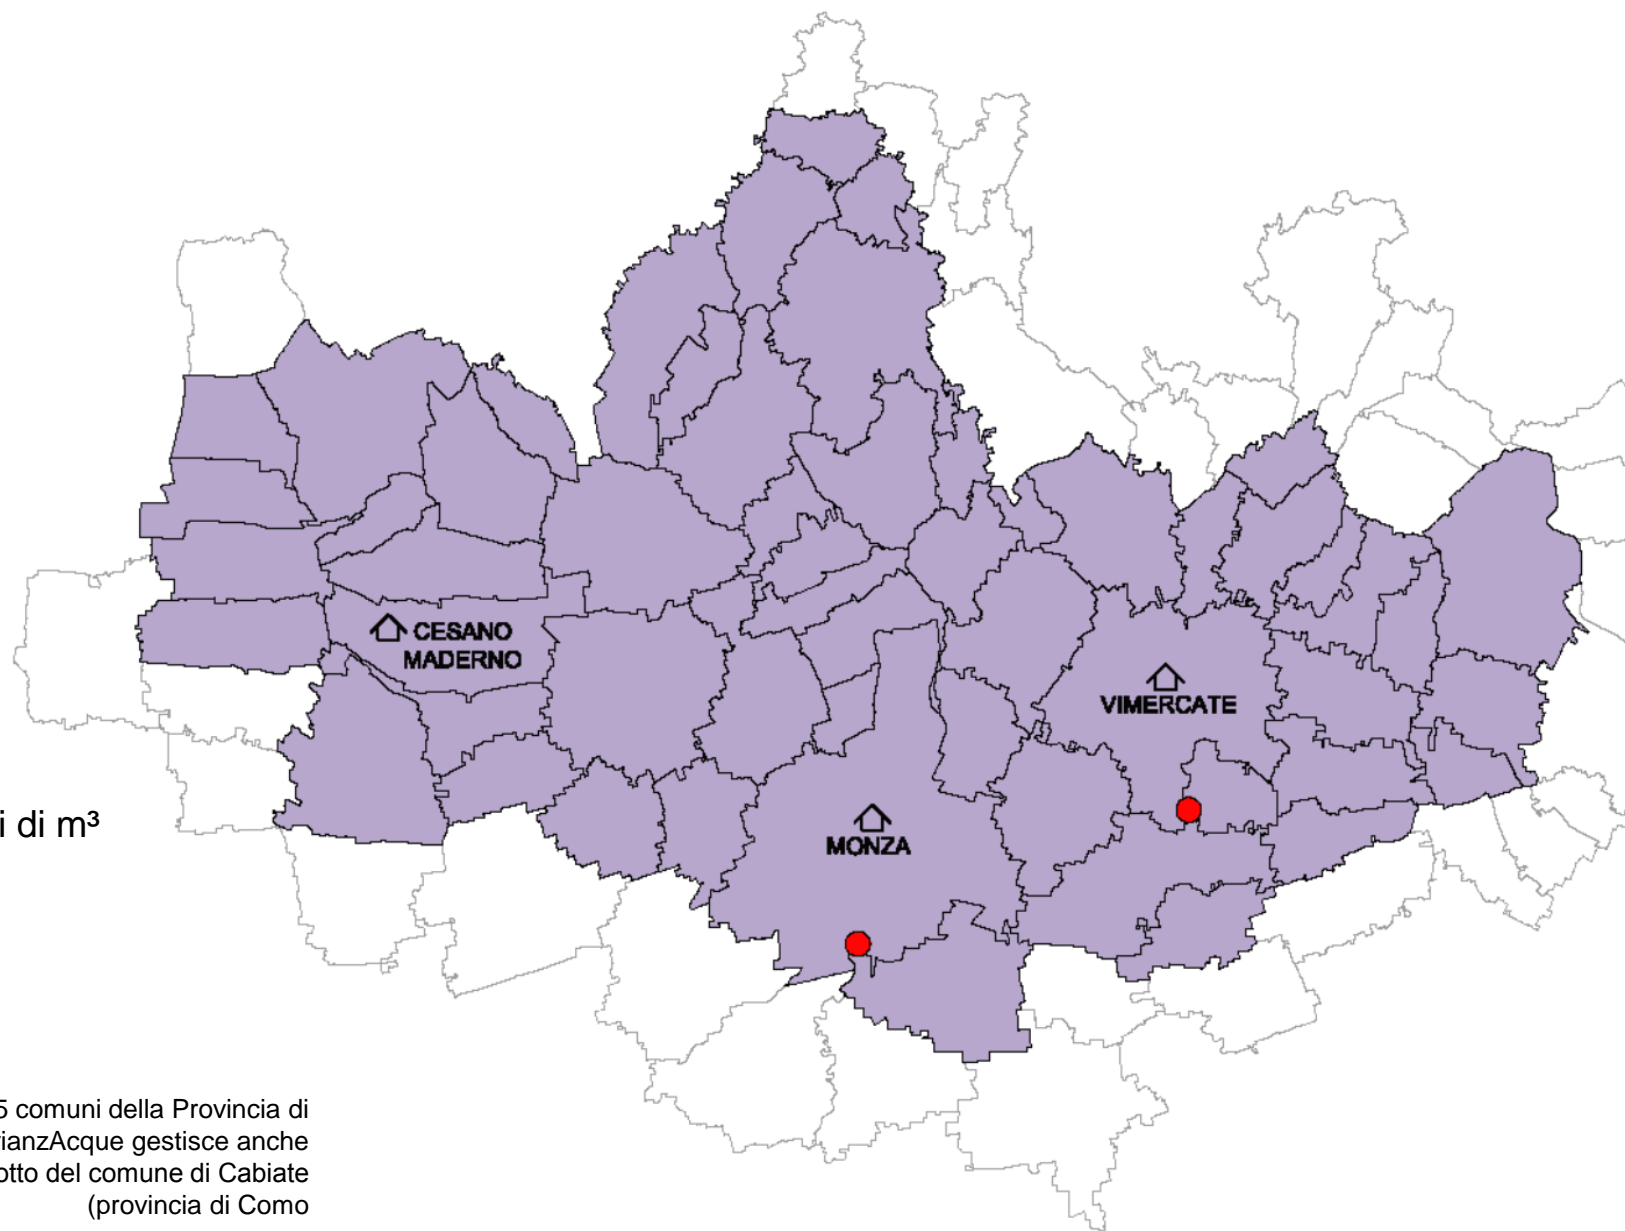 CESANO
MADERNO
VIMERCATE
MONZA
i di m³
5 comuni della Provincia di
ianzAcque gestisce anche
otto del comune di Cabiate
(provincia di Como